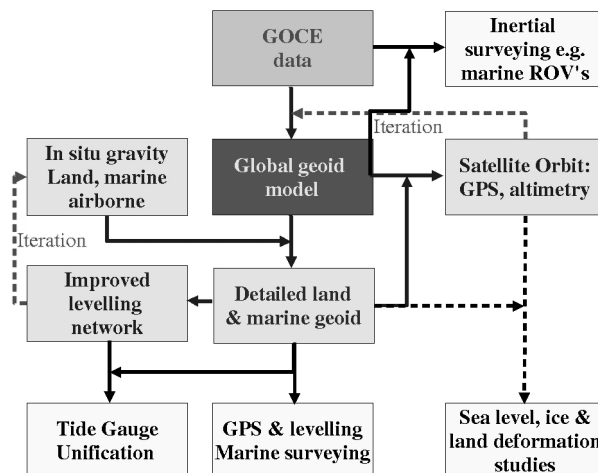 GOCE
data
Inertial
surveying e.g.
marine ROV's
Iteration
In situ gravity
Land, marine
airborne
Global geoid
model
Satellite Orbit:
GPS, altimetry
Iteration
Improved
levelling
network
Detailed land
& marine geoid
Tide Gauge
Unification
GPS & levelling
Marine surveying
Sea level, ice &
land deformation
studies